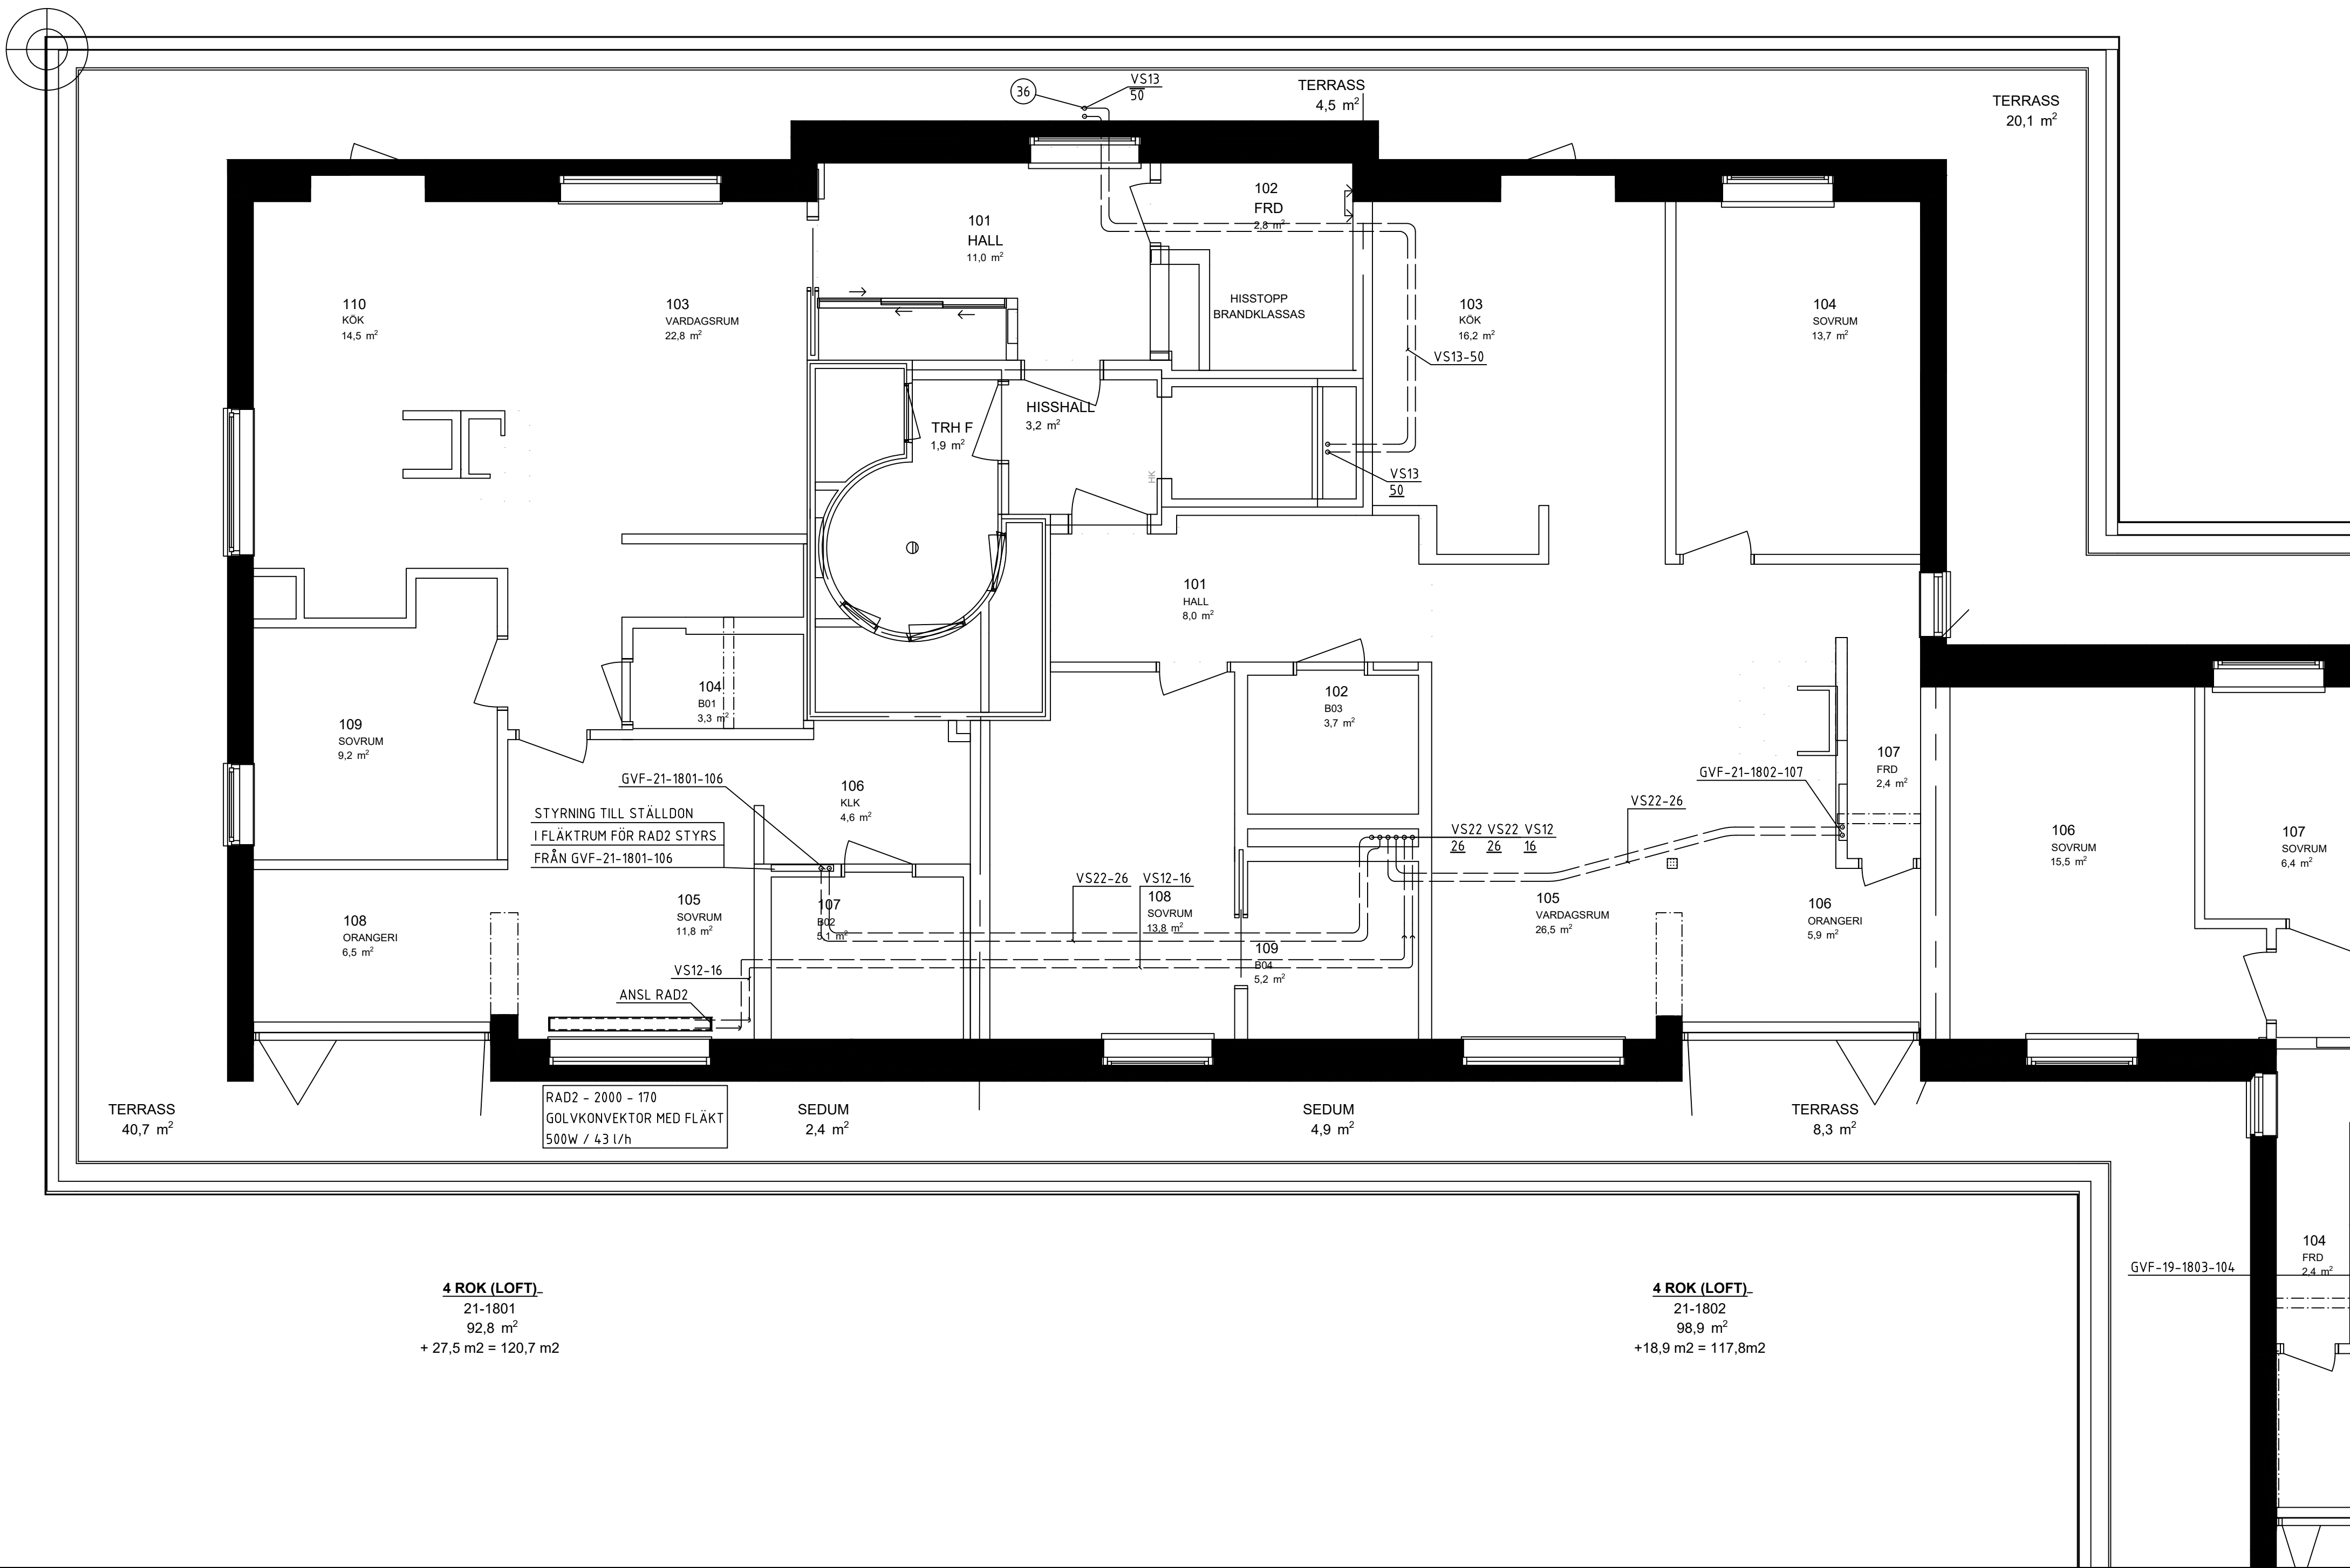 36
VS13
50
TERRASS
4,5 m²
TERRASS
20,1 m²
101
HALL
11,0 m²
102
FRD
2,8 m²
110
KÖK
14,5 m²
103
VARDAGSRUM
22,8 m²
HISSTOPP
BRANDKLASSAS
103
KÖK
16,2 m²
104
SOVRUM
13,7 m²
VS13-50
TRH F
1,9 m²
HISSHALL
3,2 m²
HK
VS13
50
101
HALL
8,0 m²
104
B01
3,3 m²
102
B03
3,7 m²
109
SOVRUM
9,2 m²
GVF-21-1801-106
106
KLK
4,6 m²
STYRNING TILL STÄLLDON
I FLÄKTRUM FÖR RAD2 STYRS
FRÅN GVF-21-1801-106
107
FRD
2,4 m²
GVF-21-1802-107
VS22-26
VS22 VS22 VS12
26 26 16
106
SOVRUM
15,5 m²
107
SOVRUM
6,4 m²
VS22-26
VS12-16
108
SOVRUM
13,8 m²
107
B02
5,1 m²
105
SOVRUM
11,8 m²
108
ORANGERI
6,5 m²
105
VARDAGSRUM
26,5 m²
106
ORANGERI
5,9 m²
109
B04
5,2 m²
VS12-16
ANSL RAD2
RAD2 - 2000 - 170
GOLVKONVEKTOR MED FLÄKT
500W / 43 l/h
TERRASS
40,7 m²
SEDUM
2,4 m²
SEDUM
4,9 m²
TERRASS
8,3 m²
104
FRD
2,4 m²
GVF-19-1803-104
4 ROK (LOFT)
21-1801
92,8 m²
+ 27,5 m2 = 120,7 m2
4 ROK (LOFT)
21-1802
98,9 m²
+18,9 m2 = 117,8m2